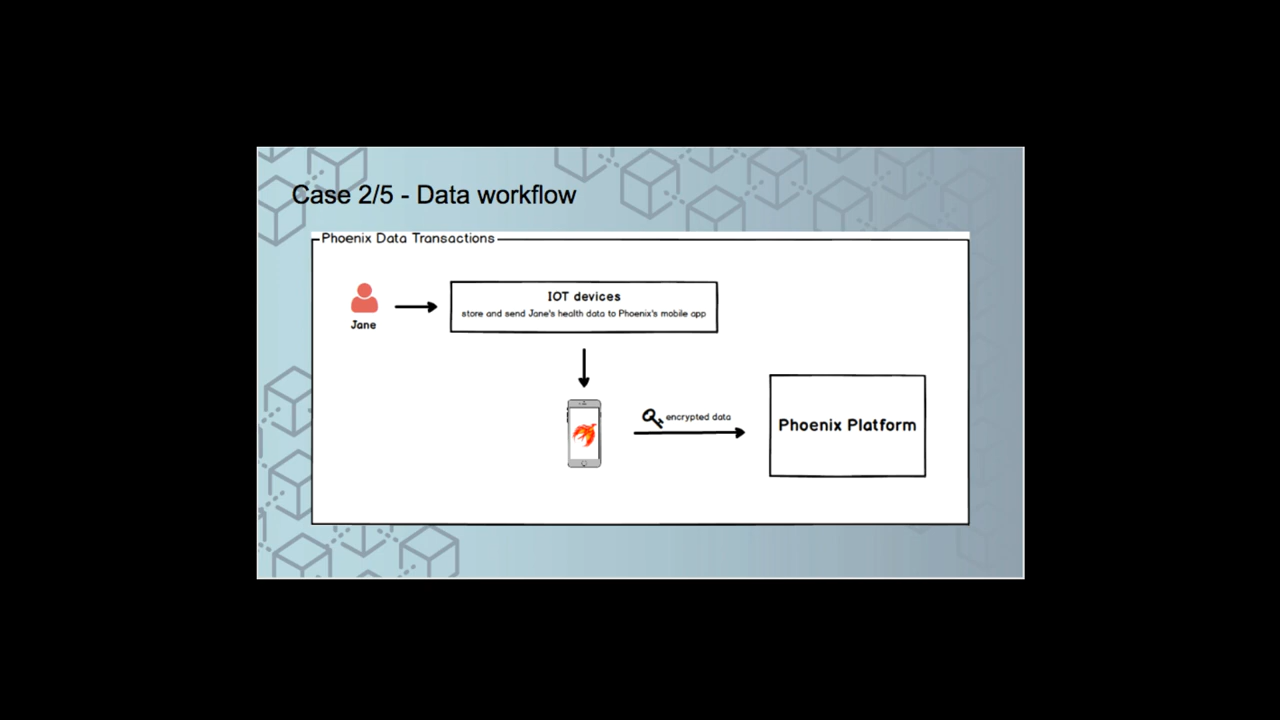 Case 2/5 - Data workflow
Phoenix Data Transactions
IOT devices
store and send Jane's health data to Phoenix's mobile app
Jane
encrypted data
Phoenix Platform